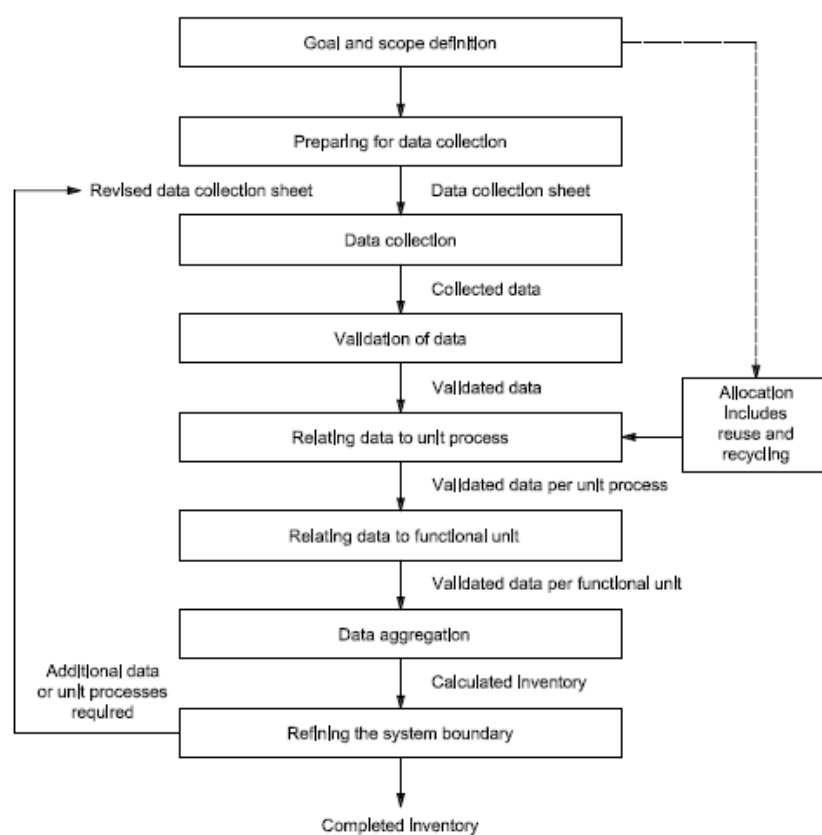 Goal and scope definition
Preparing for data collection
Revised data collection sheet
Data collection sheet
Data collection
Collected data
Validation of data
Validated data
Allocation
includes
reuse and
recycling
Relating data to unit process
Validated data per unit process
Relating data to functional unit
Validated data per functional unit
Data aggregation
Additional data
or unit processes
required
Calculated inventory
Refining the system boundary
Completed inventory